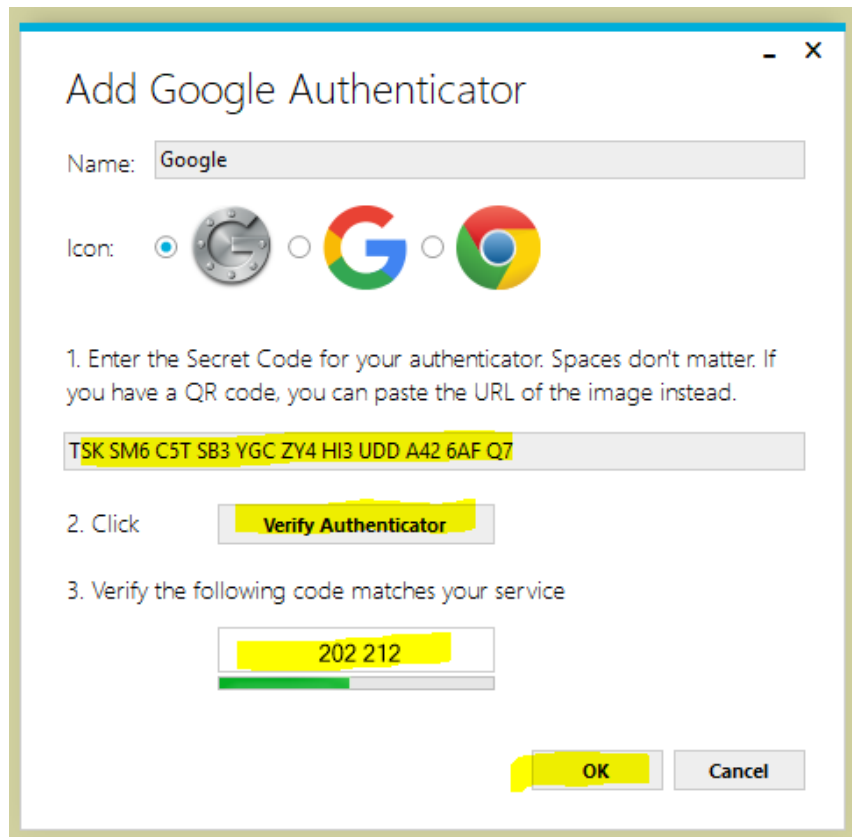 Add Google Authenticator
Name: Google
Icon:
1. Enter the Secret Code for your authenticator. Spaces don't matter. If
you have a QR code, you can paste the URL of the image instead.
TSK SM6 C5T SB3 YGC ZY4 HI3 UDD A42 6AF Q7
2. Click Verify Authenticator
3. Verify the following code matches your service
202 212
OK Cancel